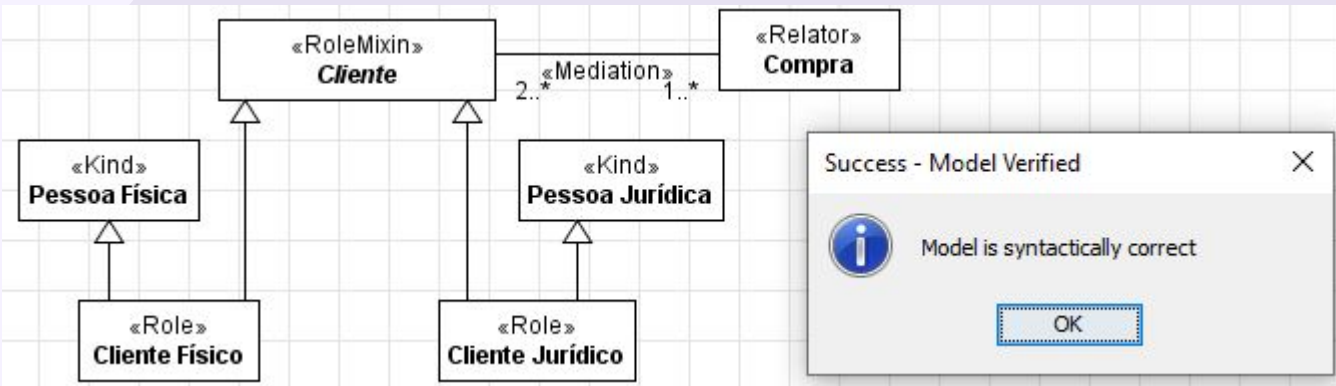 «RoleMixin»
Cliente
«Mediation»
2..*
1..*
«Relator»
Compra
«Kind»
Pessoa Física
«Kind»
Pessoa Jurídica
«Role»
Cliente Físico
«Role»
Cliente Jurídico
Success - Model Verified
Model is syntactically correct
OK